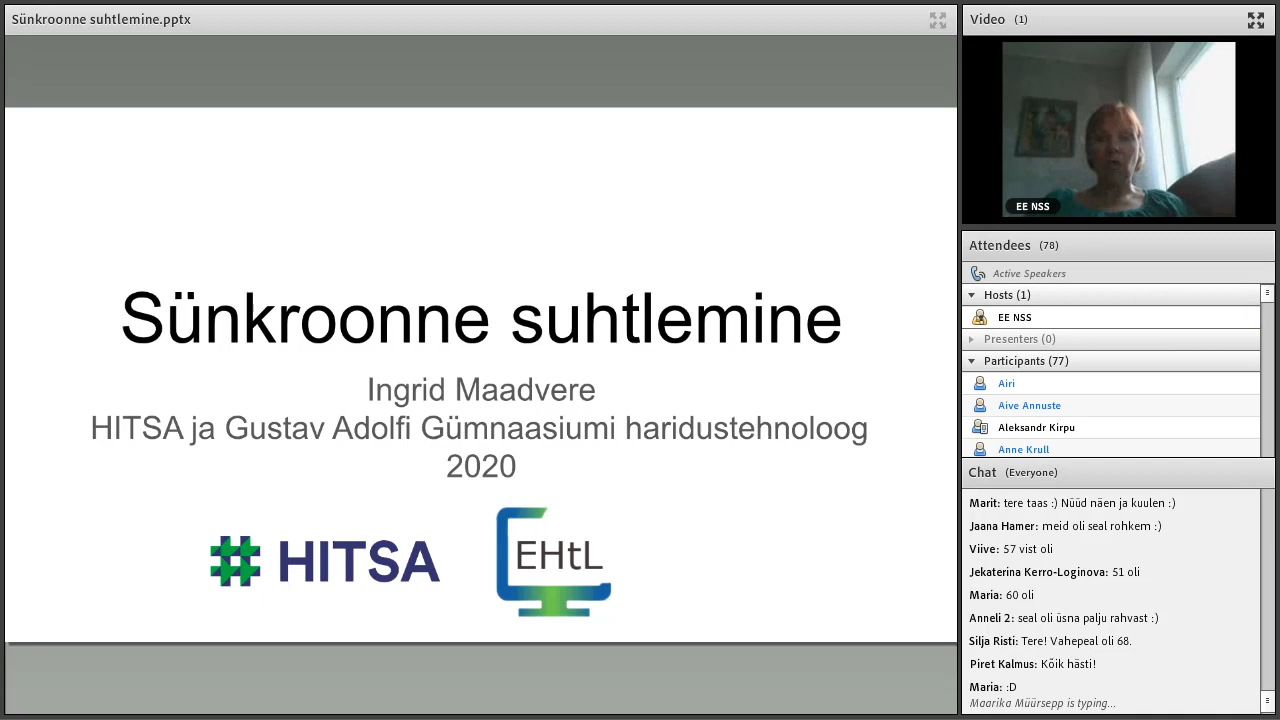 Sünkroonne suhtlemine.pptx
Sünkroonne suhtlemine
Ingrid Maadvere
HITSA ja Gustav Adolfi Gümnaasiumi haridustehnoloog
2020
HITSA
EHtL
Video (1)
EE NSS
Attendees (78)
Active Speakers
Hosts (1)
EE NSS
Presenters (0)
Participants (77)
Airi
Aive Annuste
Aleksandr Kirpu
Anne Krull
Chat (Everyone)
Marit: tere taas :) Nüüd näen ja kuulen :)
Jaana Hamer: meid oli seal rohkem :)
Viive: 57 vist oli
Jekaterina Kerro-Loginova: 51 oli
Maria: 60 oli
Anneli 2: seal oli üsna palju rahvast :)
Silja Risti: Tere! Vahepeal oli 68.
Piret Kalmus: Kõik hästi!
Maria: :D
Maarika Müürsepp is typing...